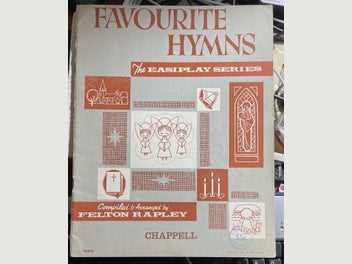 FAVOURITE
HYMNS
The EASIPLAY SERIES
Compiled & Arranged by
FELTON RAPLEY
CHAPPELL